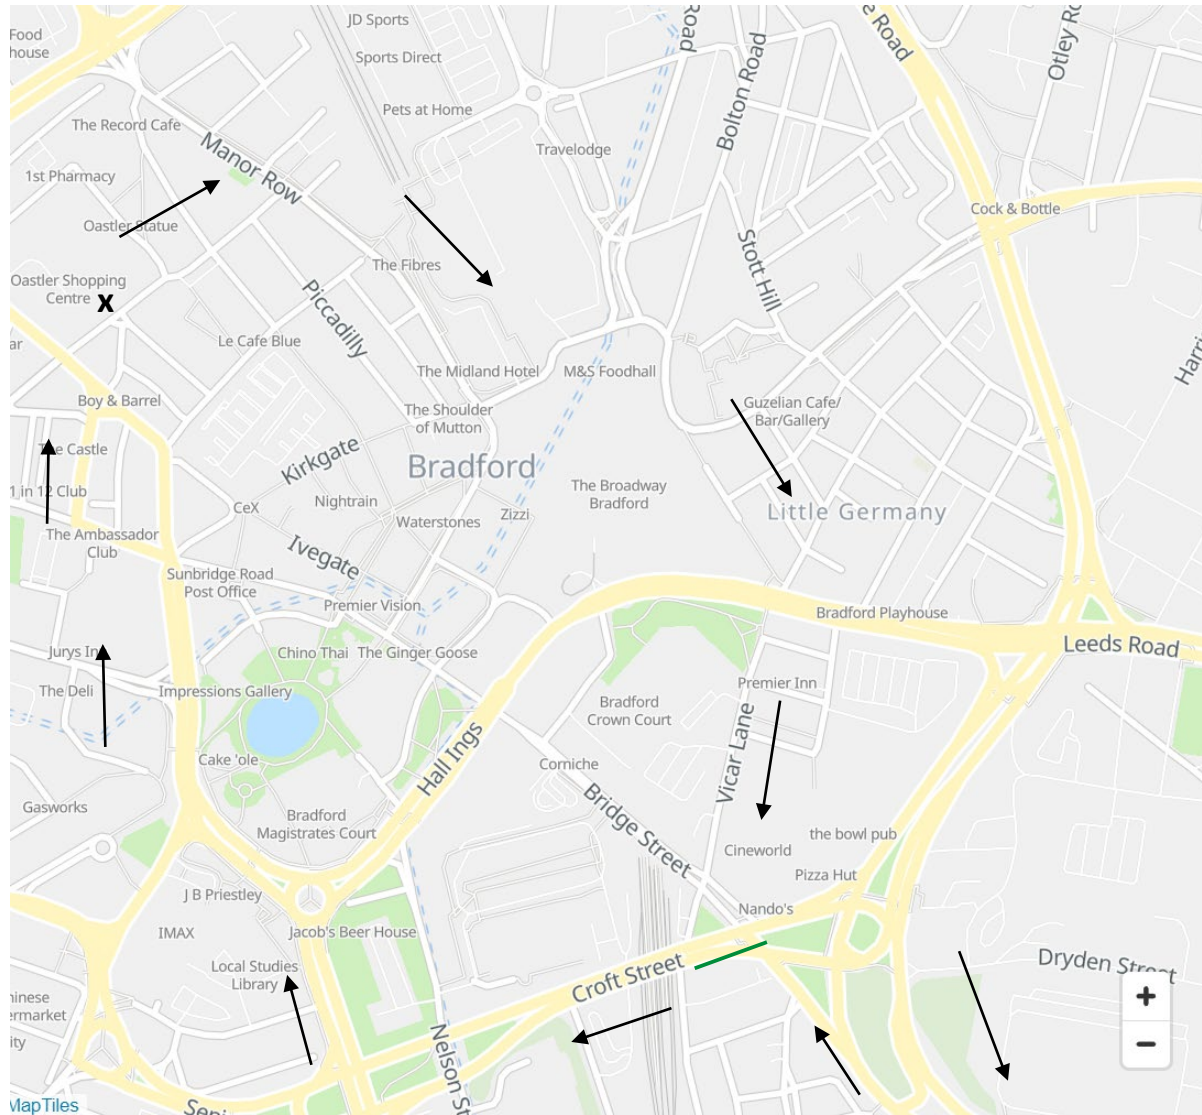 JD Sports
Food
house
Sports Direct
Road
e Road
Otley Ro
Bolton Road
Pets at Home
The Record Cafe
Travelodge
Manor Row
1st Pharmacy
Cock & Bottle
Oastler Statue
Stott Hill
The Fibres
Oastler Shopping
Centre
X
Piccadilly
Harri
ar
Le Cafe Blue
The Midland Hotel
M&S Foodhall
Boy & Barrel
The Shoulder
of Mutton
Guzelian Cafe/
Bar/Gallery
The Castle
Kirkgate
Bradford
1 in 12 Club
Nightrain
The Broadway
Bradford
CeX
Waterstones
Zizzi
Little Germany
The Ambassador
Club
Ivegate
Sunbridge Road
Post Office
Premier Vision
Bradford Playhouse
Leeds Road
Jurys In
Chino Thai
The Ginger Goose
The Deli
Impressions Gallery
Premier Inn
Bradford
Crown Court
Hall Ings
Vicar Lane
Cake 'ole
Corniche
Gasworks
Bradford
Magistrates Court
Bridge Street
the bowl pub
Cineworld
Pizza Hut
J B Priestley
Nando's
IMAX
Jacob's Beer House
Local Studies
Library
Croft Street
Dryden Street
hinese
ermarket
ity
+
−
Nelson St
MapTiles